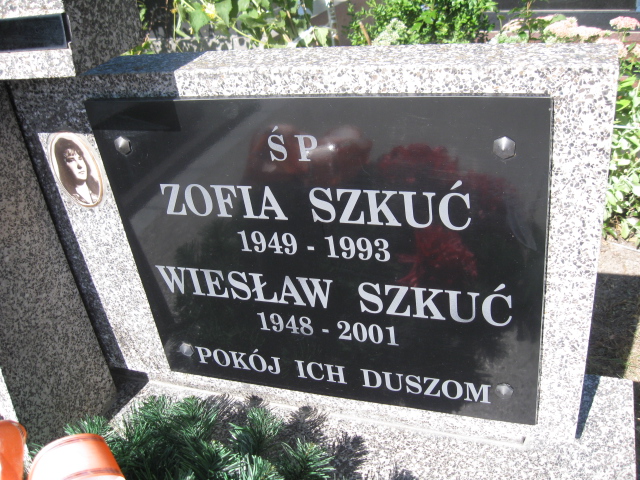 ŚP
ZOFIA SZKUĆ
1949 - 1993
WIESŁAW SZKUĆ
1948 - 2001
POKÓJ ICH DUSZOM